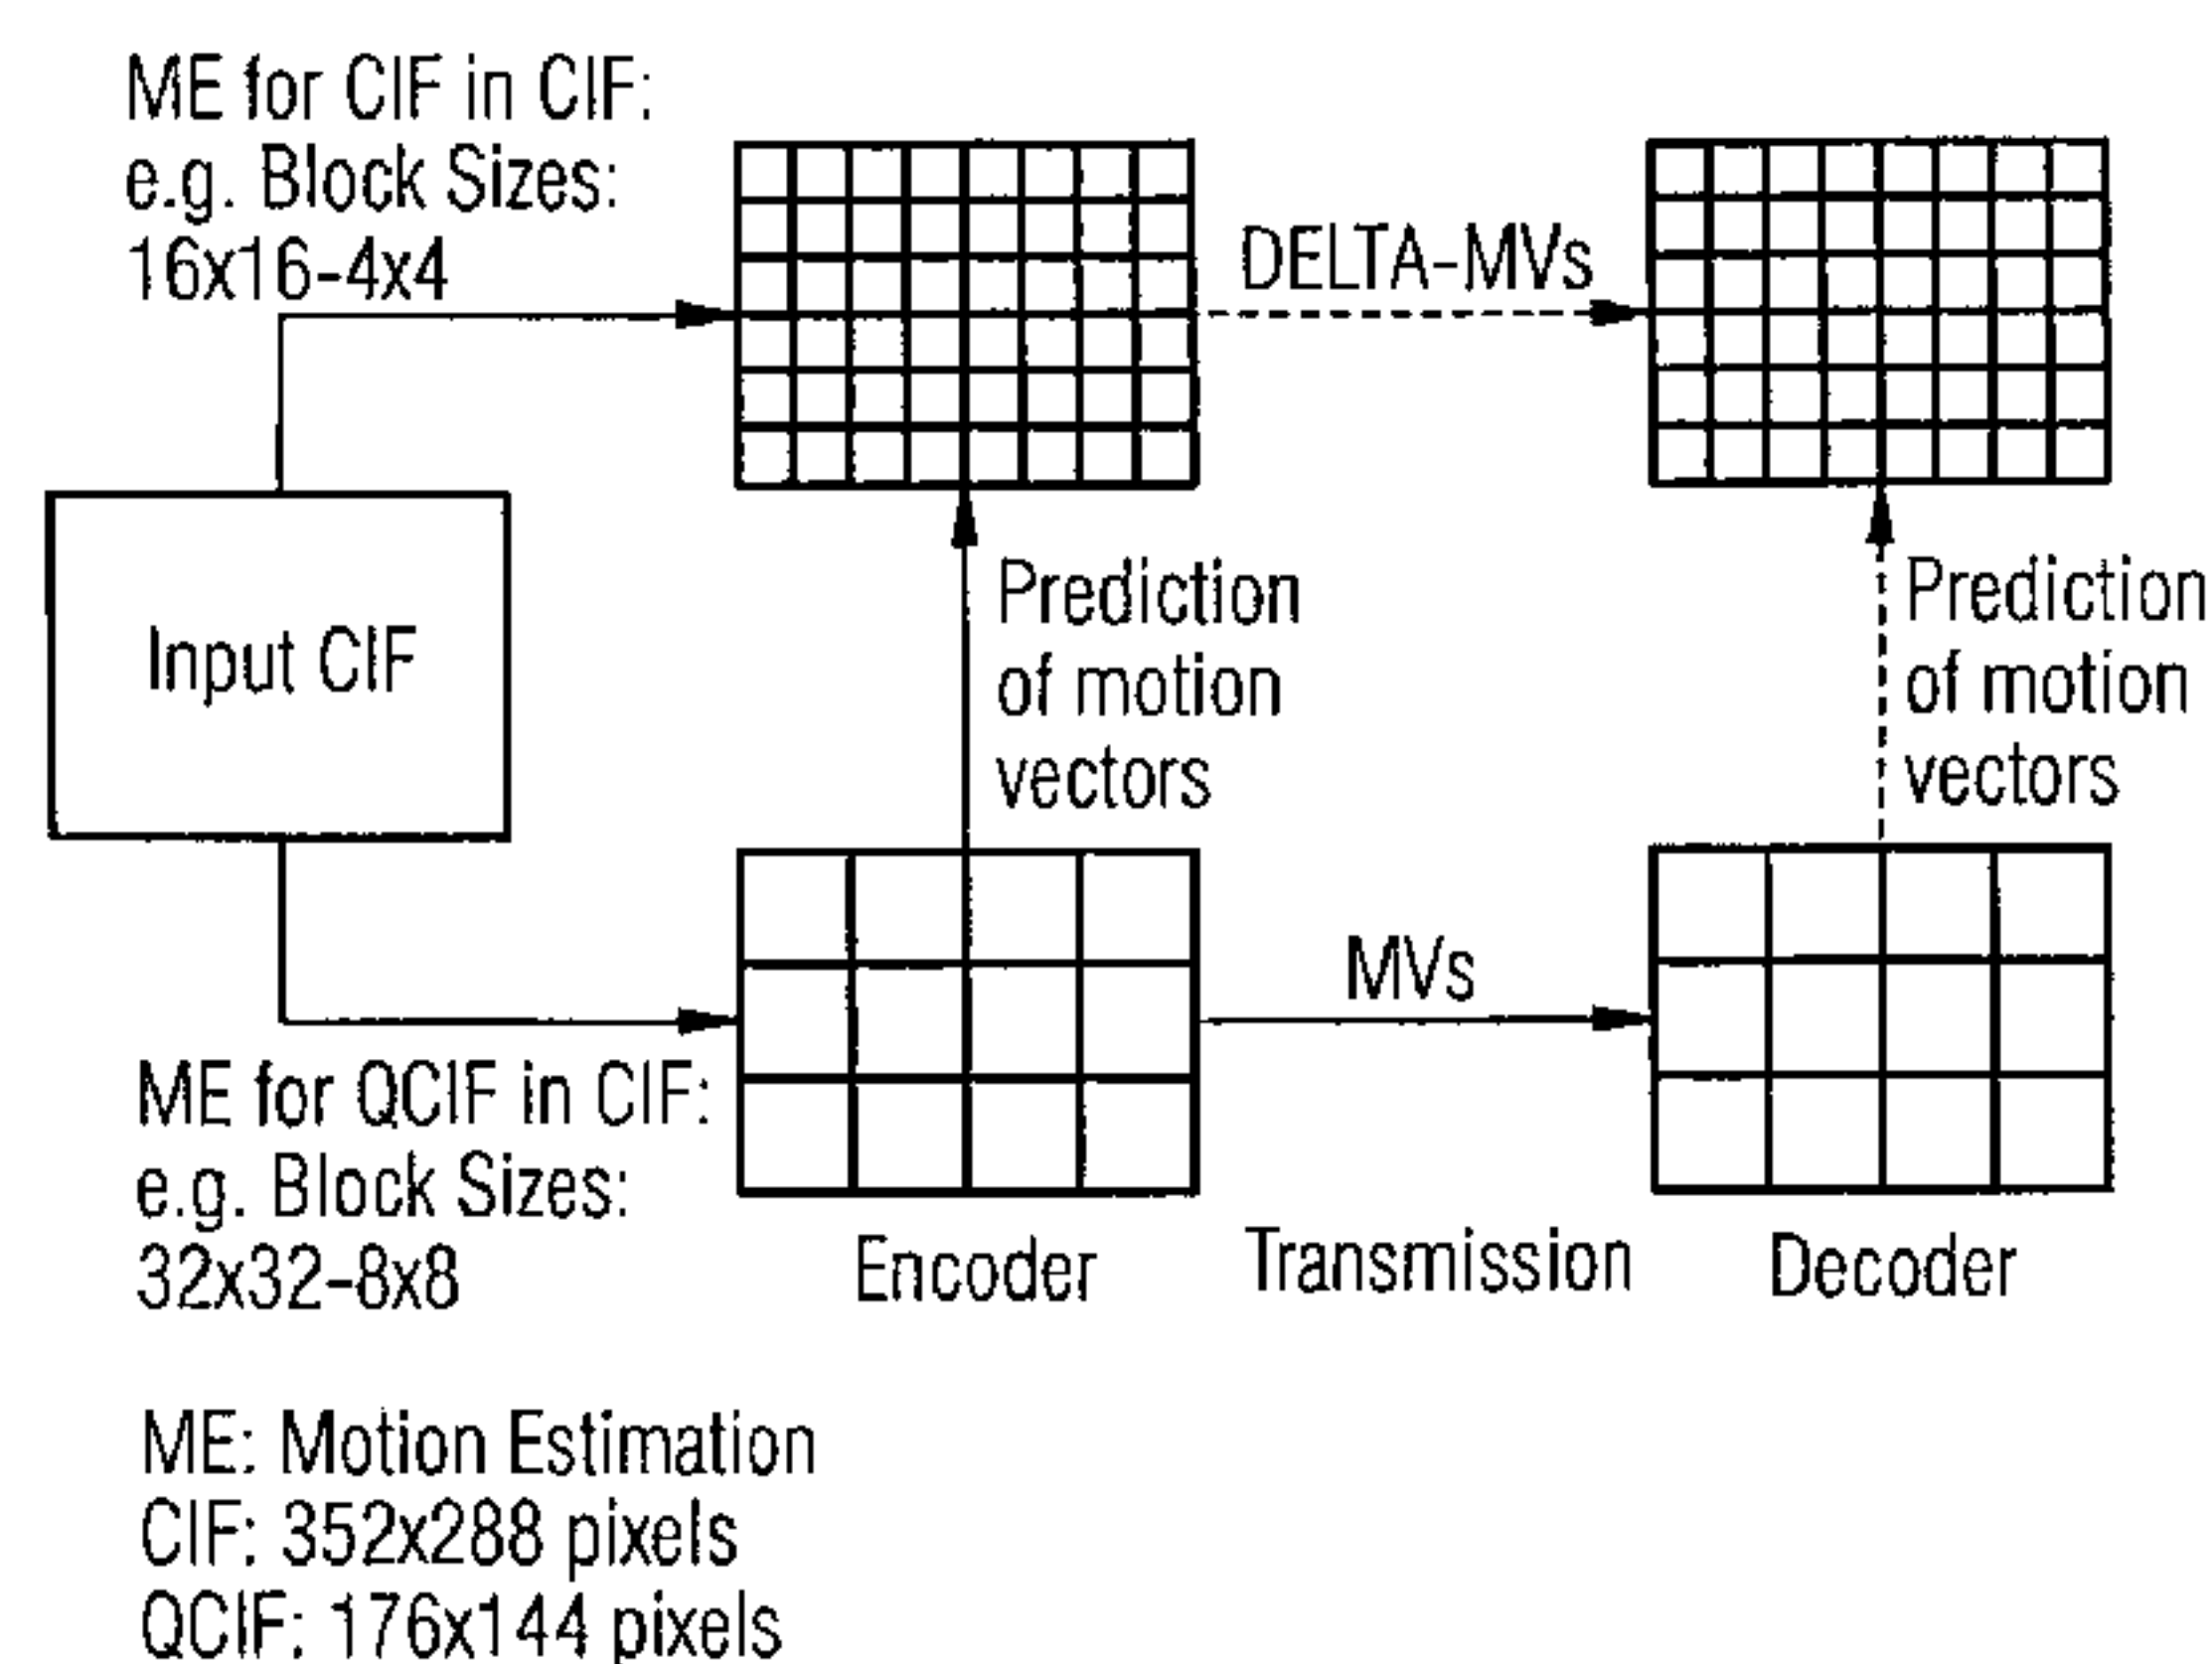 ME for CIF in CIF:
e.g. Block Sizes:
16x16-4x4
DELTA-MVs
Input CIF
Prediction
of motion
vectors
Prediction
of motion
vectors
MVs
ME for QCIF in CIF:
e.g. Block Sizes:
32x32-8x8
Encoder
Transmission
Decoder
ME: Motion Estimation
CIF: 352x288 pixels
QCIF: 176x144 pixels